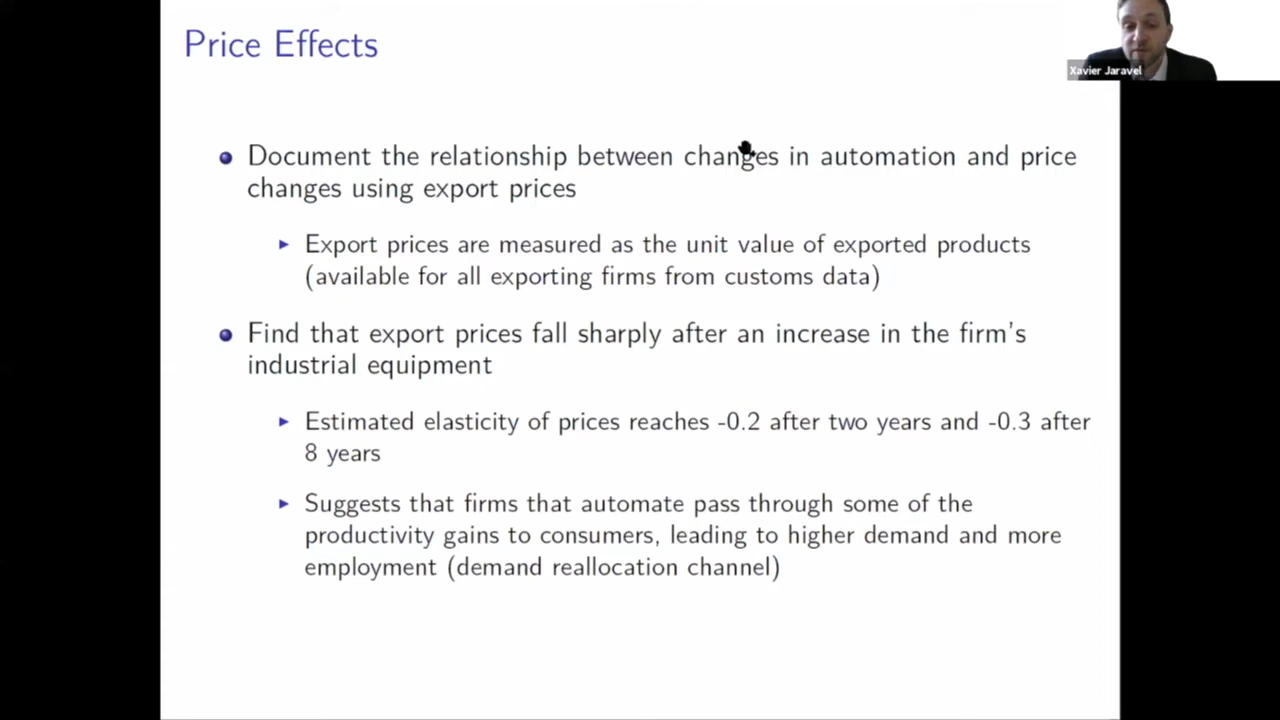 Price Effects
Xavier Jaravel
Document the relationship between changes in automation and price
changes using export prices
Export prices are measured as the unit value of exported products
(available for all exporting firms from customs data)
Find that export prices fall sharply after an increase in the firm's
industrial equipment
Estimated elasticity of prices reaches -0.2 after two years and -0.3 after
8 years
Suggests that firms that automate pass through some of the
productivity gains to consumers, leading to higher demand and more
employment (demand reallocation channel)